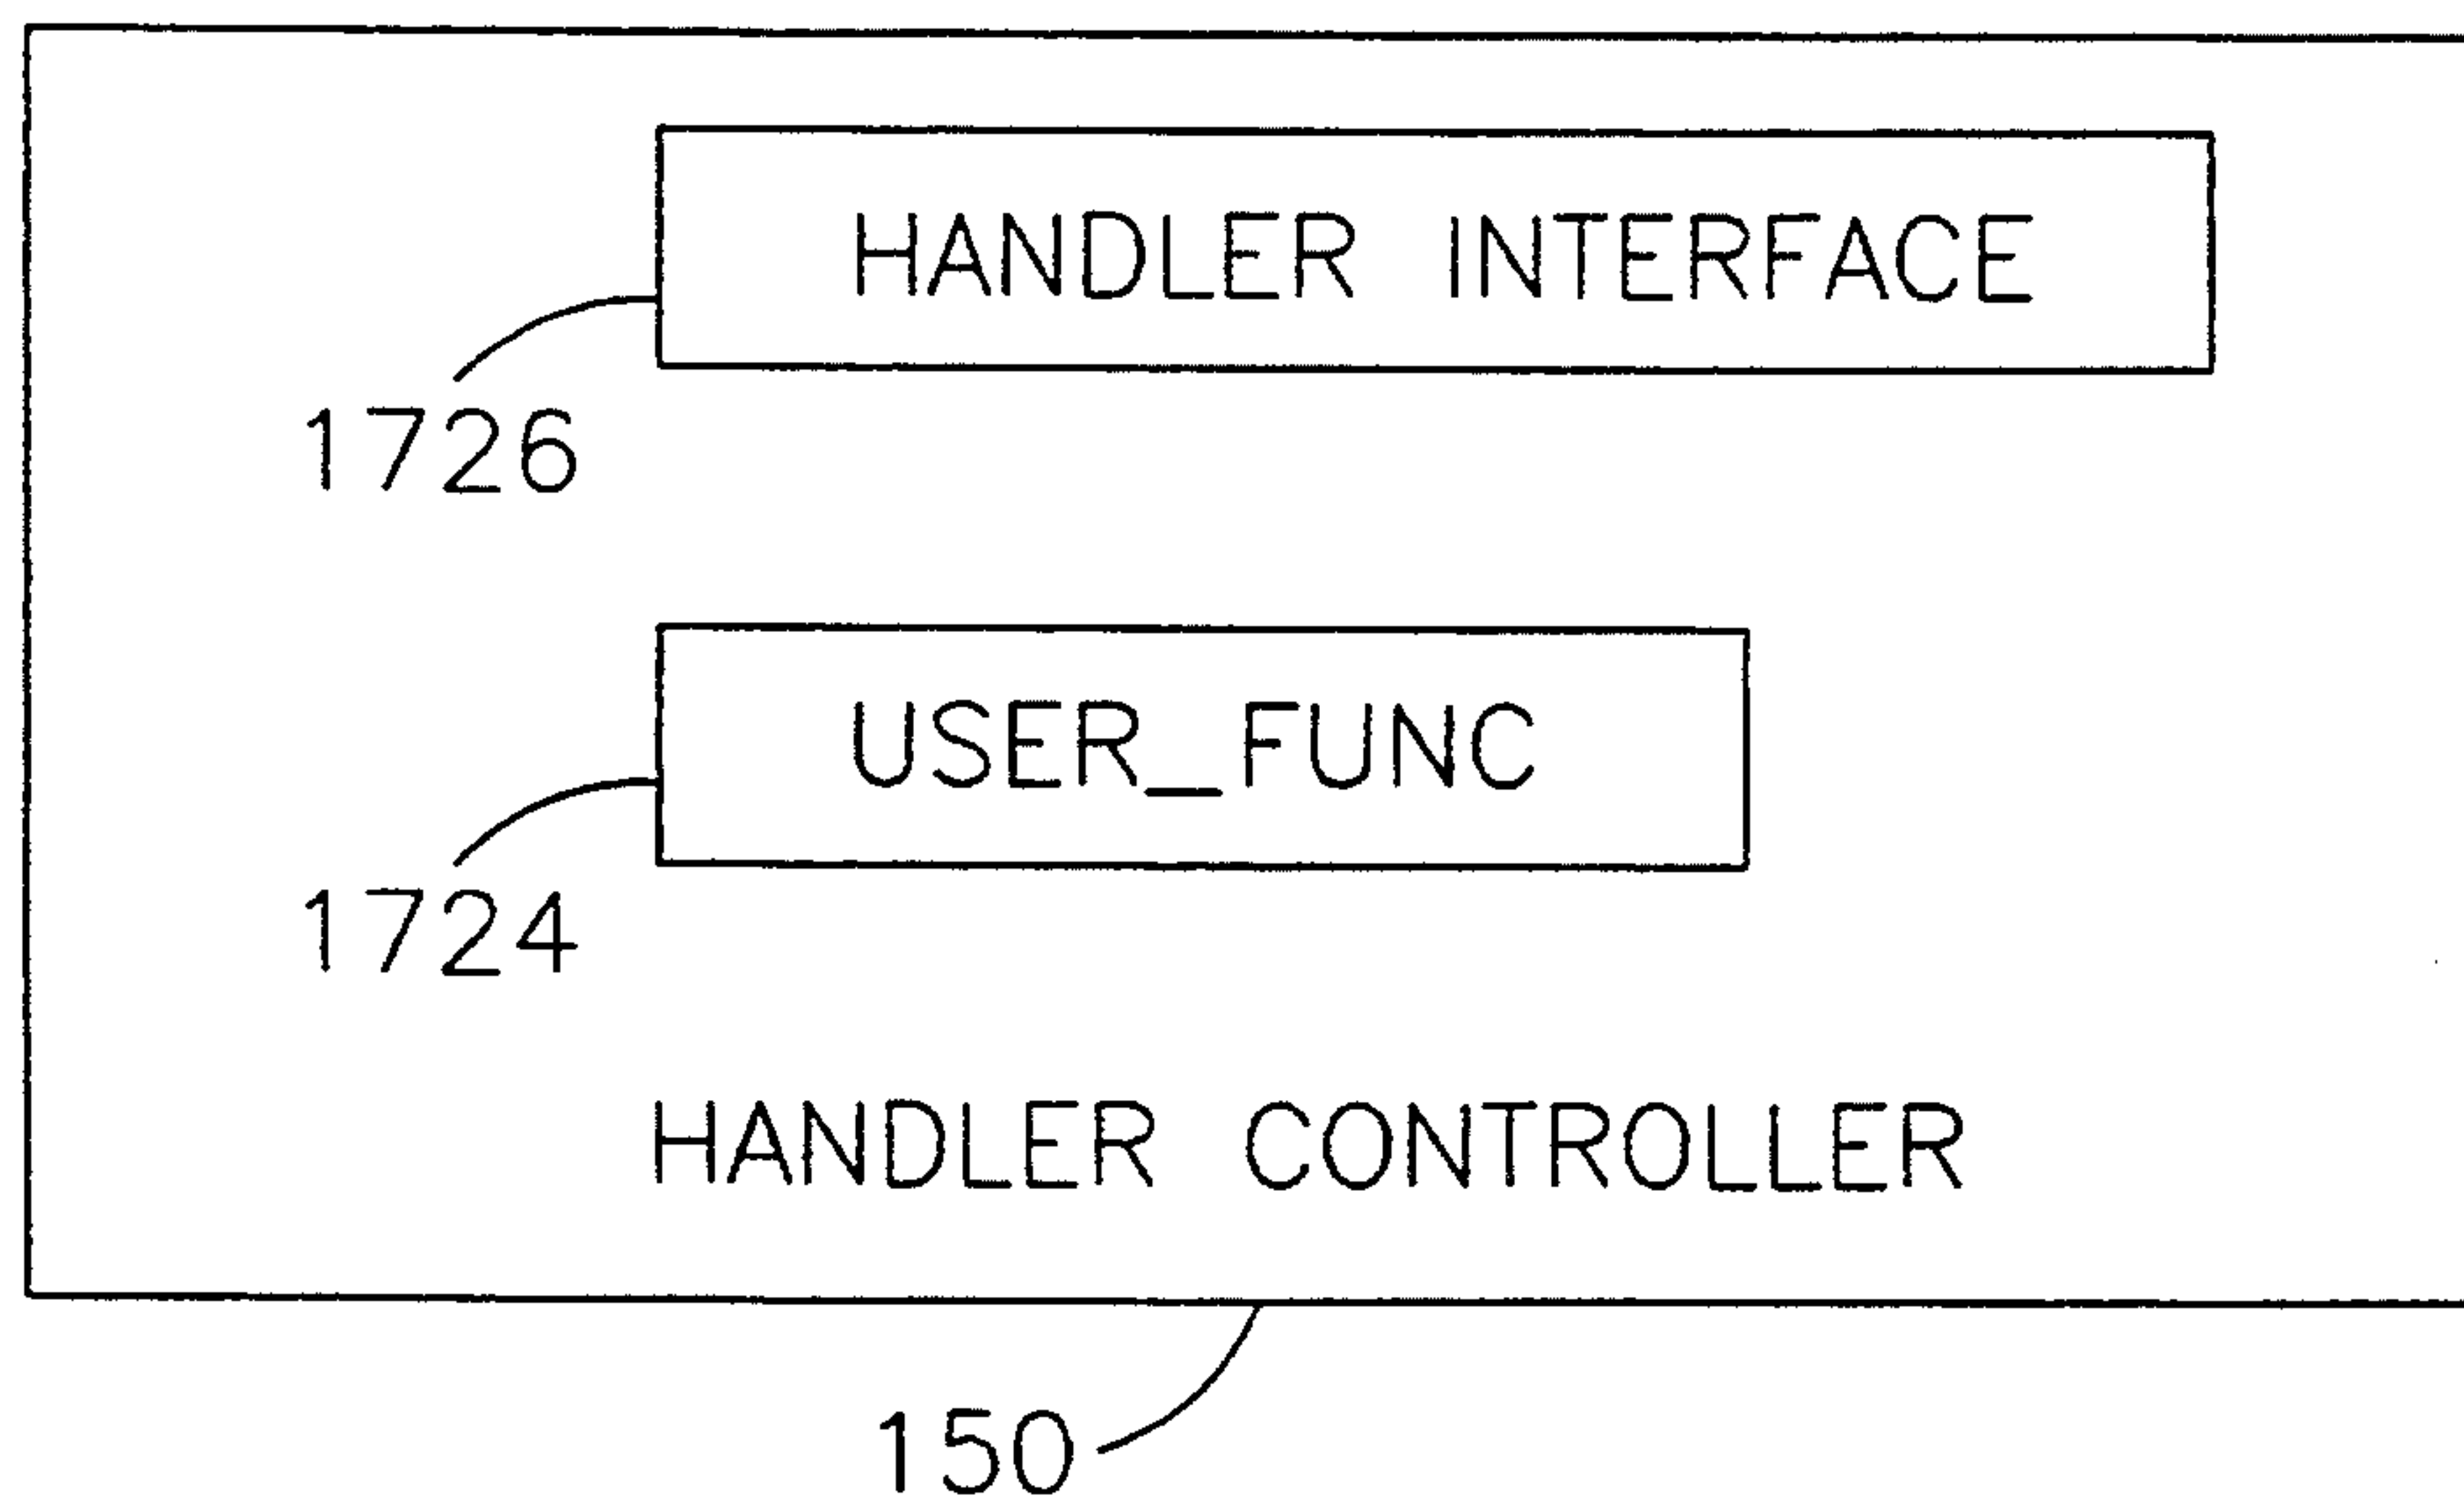 HANDLER INTERFACE
1726
USER_FUNC
1724
HANDLER CONTROLLER
150